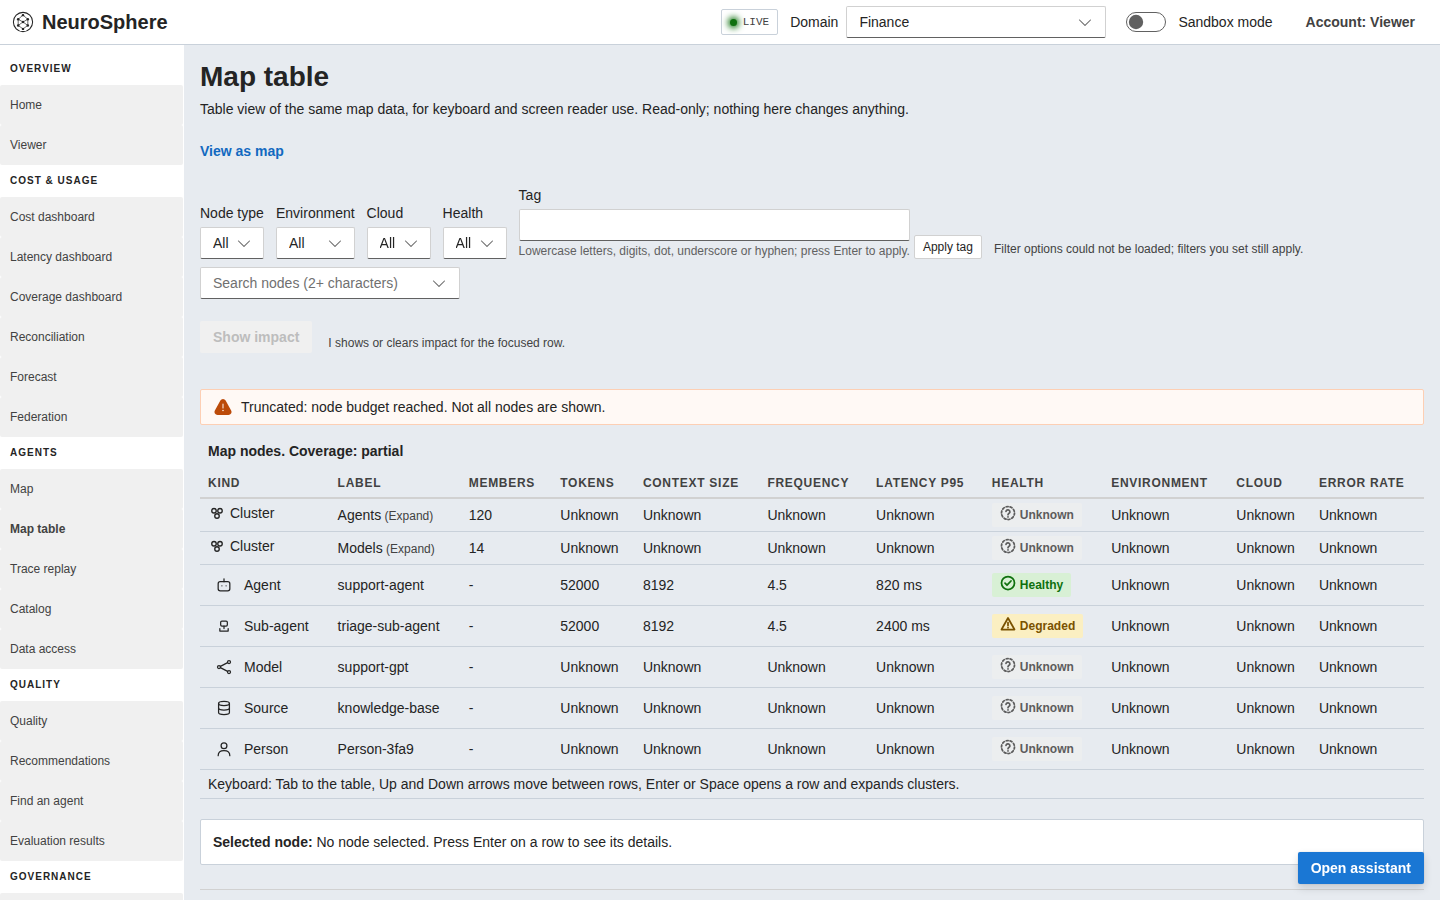 NeuroSphere
LIVE
Domain
Finance
Sandbox mode
Account: Viewer
OVERVIEW
Home
Viewer
COST & USAGE
Cost dashboard
Latency dashboard
Coverage dashboard
Reconciliation
Forecast
Federation
AGENTS
Map
Map table
Trace replay
Catalog
Data access
QUALITY
Quality
Recommendations
Find an agent
Evaluation results
GOVERNANCE
Map table
Table view of the same map data, for keyboard and screen reader use. Read-only; nothing here changes anything.
View as map
Node type Environment Cloud Health Tag
All All All All
Lowercase letters, digits, dot, underscore or hyphen; press Enter to apply. Apply tag Filter options could not be loaded; filters you set still apply.
Search nodes (2+ characters)
Show impact I shows or clears impact for the focused row.
Truncated: node budget reached. Not all nodes are shown.
Map nodes. Coverage: partial
KIND LABEL MEMBERS TOKENS CONTEXT SIZE FREQUENCY LATENCY P95 HEALTH ENVIRONMENT CLOUD ERROR RATE
Cluster Agents (Expand) 120 Unknown Unknown Unknown Unknown Unknown Unknown Unknown Unknown
Cluster Models (Expand) 14 Unknown Unknown Unknown Unknown Unknown Unknown Unknown Unknown
Agent support-agent - 52000 8192 4.5 820 ms Healthy Unknown Unknown Unknown
Sub-agent triage-sub-agent - 52000 8192 4.5 2400 ms Degraded Unknown Unknown Unknown
Model support-gpt - Unknown Unknown Unknown Unknown Unknown Unknown Unknown Unknown
Source knowledge-base - Unknown Unknown Unknown Unknown Unknown Unknown Unknown Unknown
Person Person-3fa9 - Unknown Unknown Unknown Unknown Unknown Unknown Unknown Unknown
Keyboard: Tab to the table, Up and Down arrows move between rows, Enter or Space opens a row and expands clusters.
Selected node: No node selected. Press Enter on a row to see its details.
Open assistant